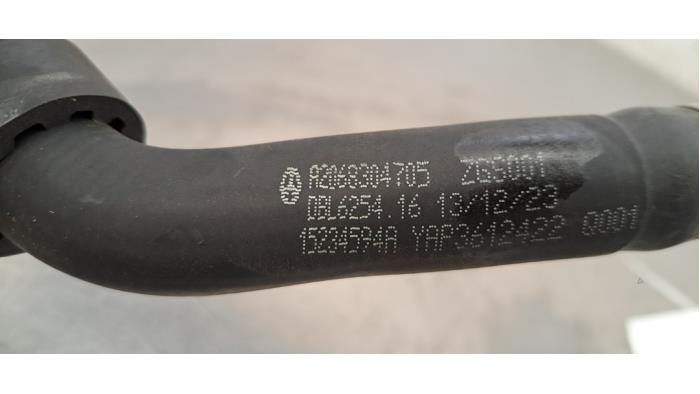 A2068304705 ZGS001
DBL6254.16 13/12/23
15234594A YAP3612422 Q001